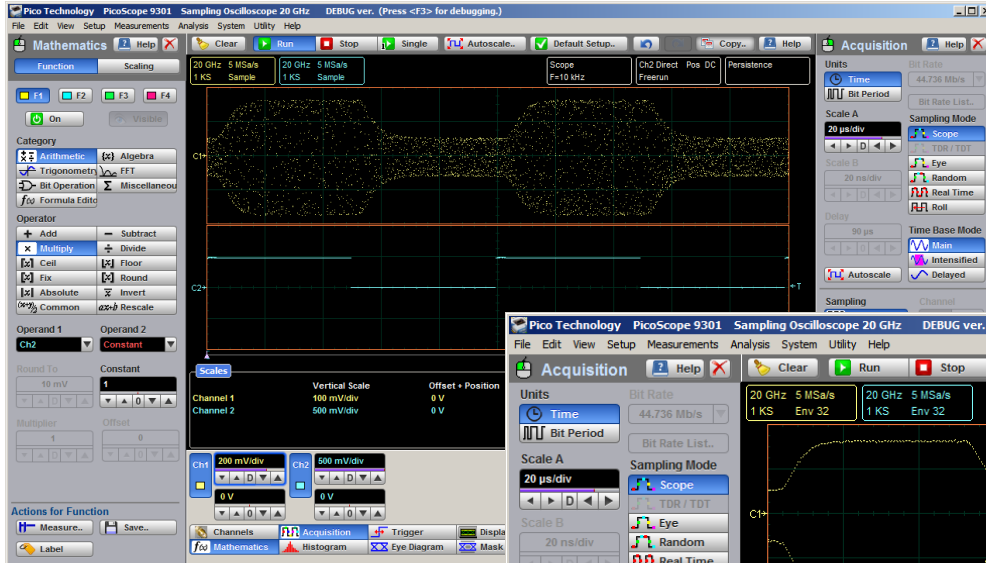 Pico Technology PicoScope 9301 Sampling Oscilloscope 20 GHz DEBUG ver. (Press <F3> for debugging.)
File Edit View Setup Measurements Analysis System Utility Help
Mathematics Help
Clear Run Stop Single Autoscale.. Default Setup.. Copy.. Help
Acquisition Help
Function Scaling
F1 F2 F3 F4
On Visible
Category
Arithmetic {x} Algebra
Trigonometry FFT
Bit Operation Σ Miscellaneou
f(x) Formula Edito
Operator
+ Add − Subtract
× Multiply ÷ Divide
[x] Ceil [x] Floor
[x] Fix [x] Round
|x| Absolute x Invert
(x+y)/2 Common ax+b Rescale
Operand 1 Operand 2
Ch2 Constant
Round To Constant
10 mV 1
D
Multiplier Offset
1 0
Actions for Function
Measure.. Save..
Label
20 GHz 5 MSa/s
1 KS Sample
20 GHz 5 MSa/s
1 KS Sample
Scope
F=10 kHz
Ch2 Direct Pos DC
Freerun
Persistence
C1
C2
T
Scales
Vertical Scale Offset + Position
Channel 1 100 mV/div 0 V
Channel 2 500 mV/div 0 V
Ch1 200 mV/div Ch2 500 mV/div
D D
0 V 0 V
0 0
Channels Acquisition Trigger Displa
f(x) Mathematics Histogram Eye Diagram Mask
Units Bit Rate
Time 44.736 Mb/s
Bit Period Bit Rate List..
Scale A Sampling Mode
20 µs/div Scope
D TDR / TDT
Scale B Eye
20 ns/div Random
D Real Time
Roll
Delay
90 µs Time Base Mode
D Main
Intensified
Autoscale Delayed
Sampling Channel
Pico Technology PicoScope 9301 Sampling Oscilloscope 20 GHz DEBUG ver.
File Edit View Setup Measurements Analysis System Utility Help
Acquisition Help
Clear Run Stop
Units Bit Rate
Time 44.736 Mb/s
Bit Period Bit Rate List..
Scale A Sampling Mode
20 µs/div Scope
D TDR / TDT
Scale B Eye
20 ns/div Random
Real Time
20 GHz 5 MSa/s
1 KS Env 32
20 GHz 5 MSa/s
1 KS Env 32
C1